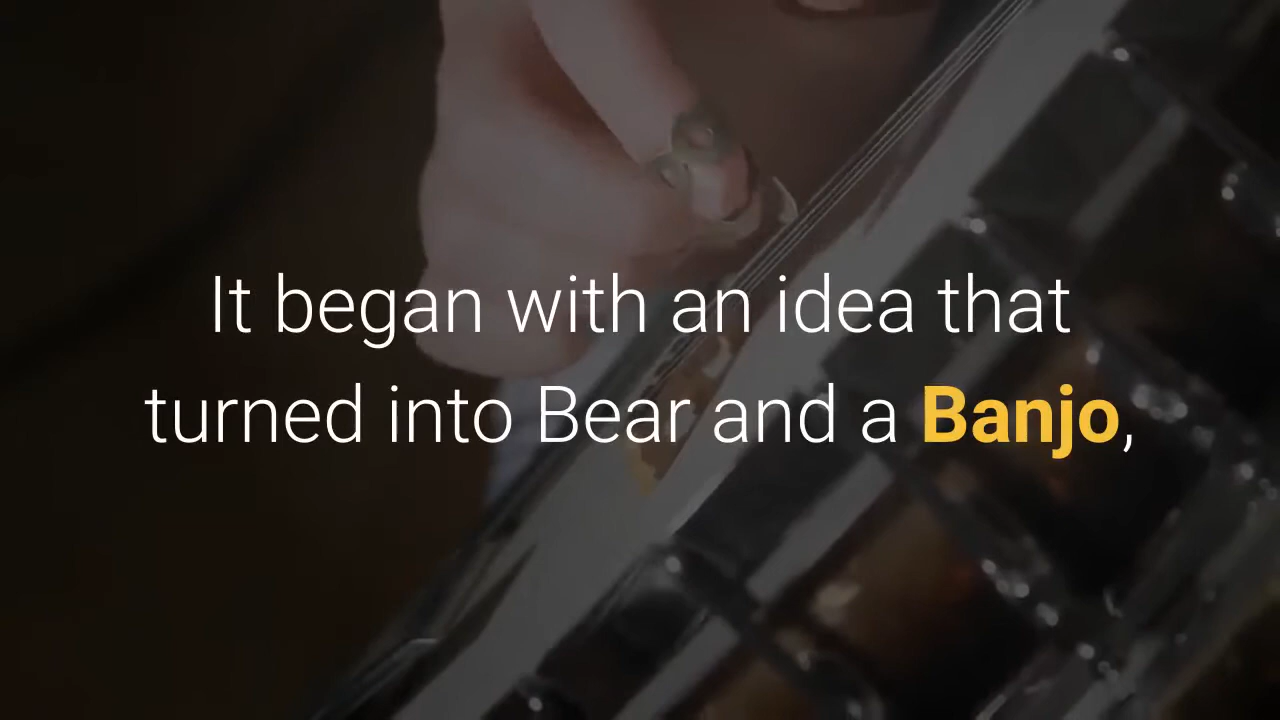 It began with an idea that
turned into Bear and a Banjo,